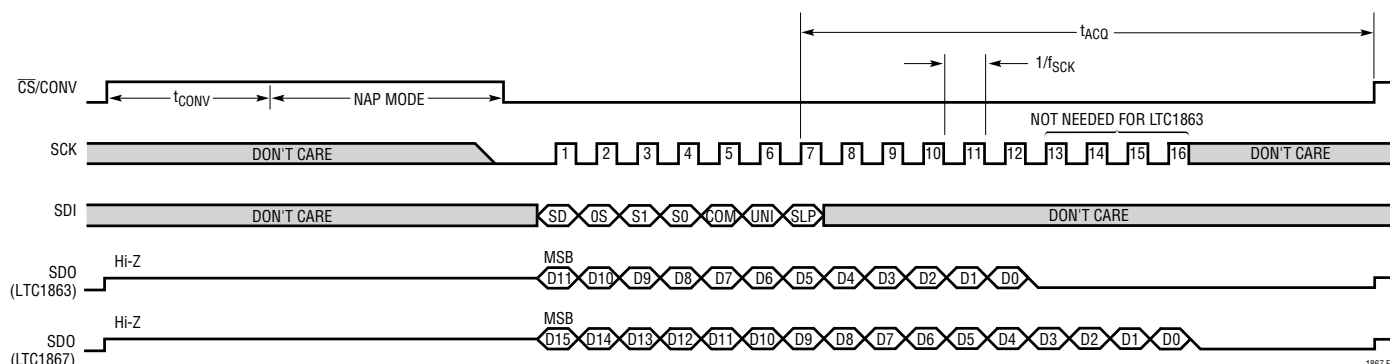 tACQ
1/fSCK
CS/CONV
tCONV
NAP MODE
NOT NEEDED FOR LTC1863
SCK
DON'T CARE
1 2 3 4 5 6 7 8 9 10 11 12 13 14 15 16
DON'T CARE
SDI
DON'T CARE
SD 0S S1 S0 COM UNI SLP
DON'T CARE
SDO
(LTC1863)
Hi-Z
MSB
D11 D10 D9 D8 D7 D6 D5 D4 D3 D2 D1 D0
SDO
(LTC1867)
Hi-Z
MSB
D15 D14 D13 D12 D11 D10 D9 D8 D7 D6 D5 D4 D3 D2 D1 D0